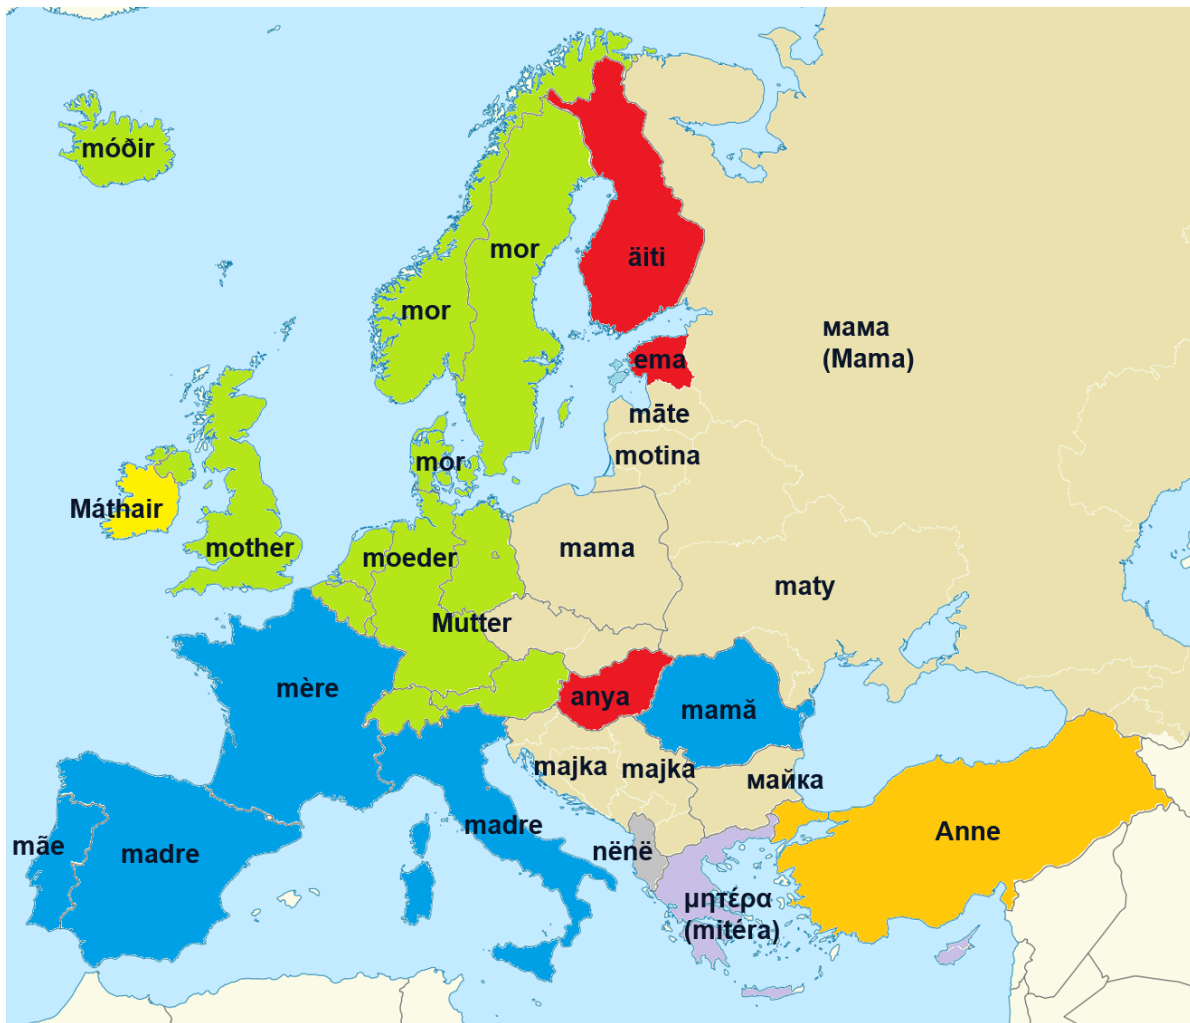 móðir
mor
äiti
mor
мама
(Mama)
ema
māte
motina
mor
Máthair
mother
moeder
mama
maty
Mutter
mère
anya
mamă
majka
majka
майка
mãe
madre
madre
nënë
Anne
μητέρα
(mitéra)